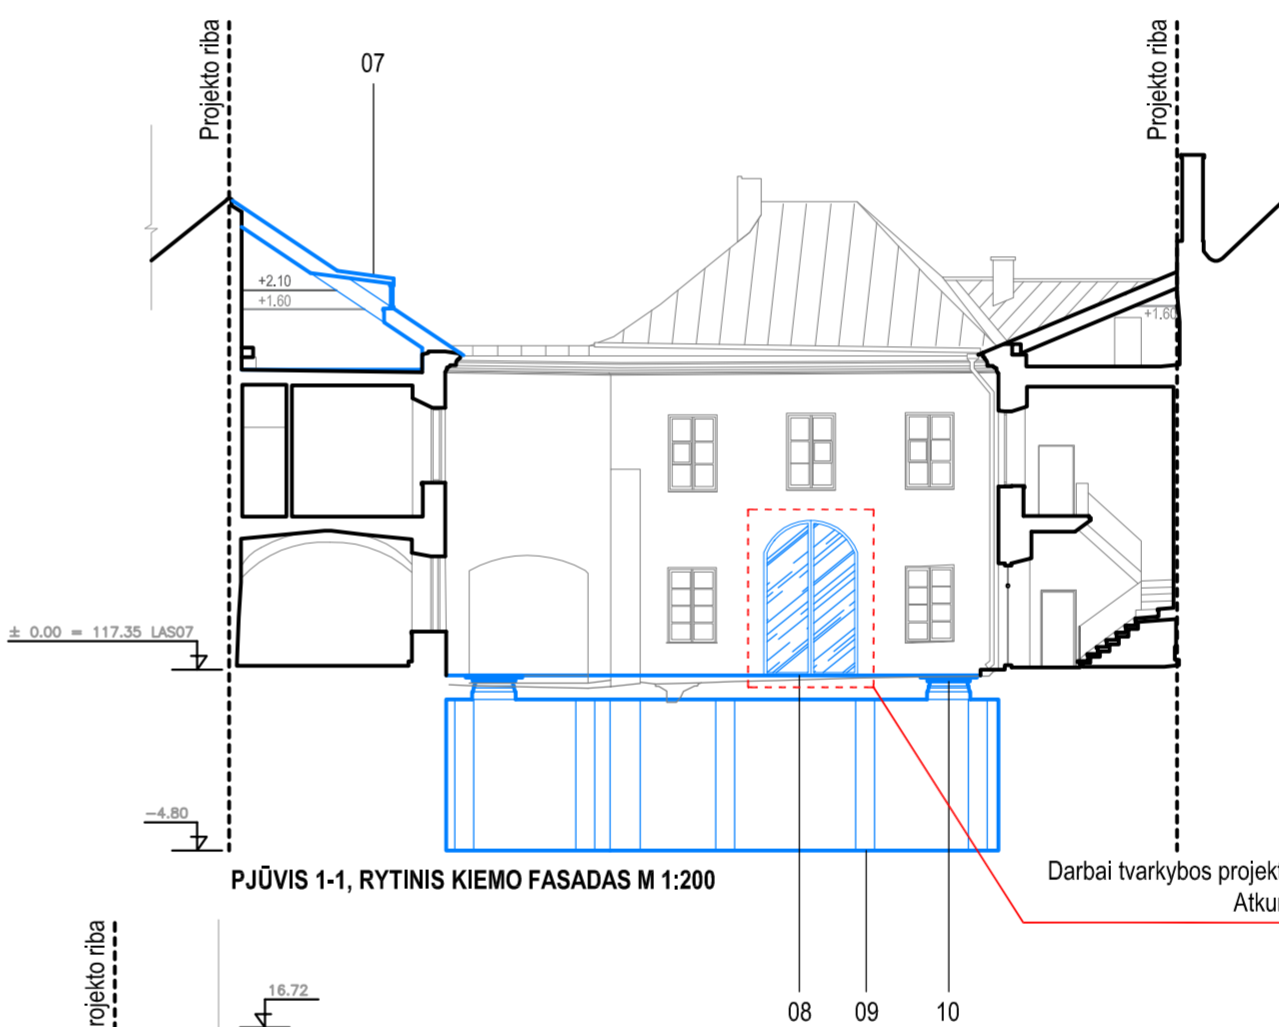 Projekto riba
Projekto riba
07
+2.10
+1.60
+1.60
± 0.00 = 117.35 LAS07
-4.80
PJŪVIS 1-1, RYTINIS KIEMO FASADAS M 1:200
Darbai tvarkybos projekt
Atkur
rojekto riba
16.72
08 09 10